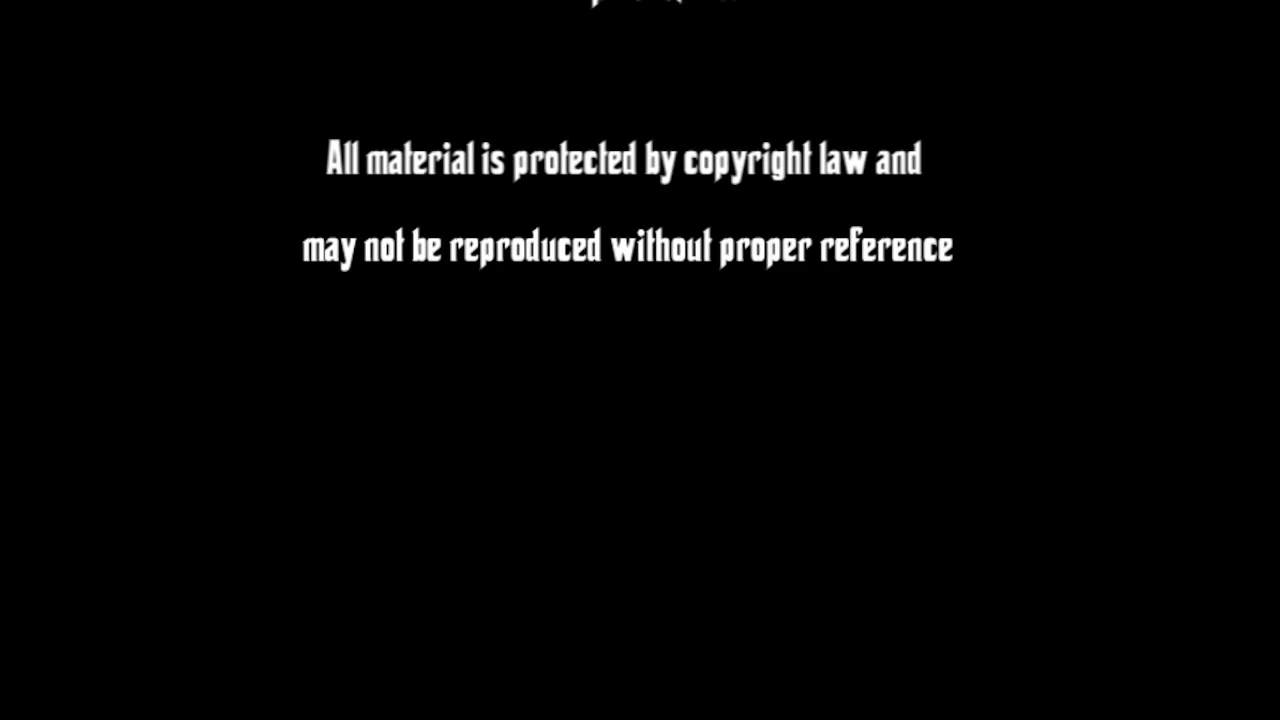 All material is protected by copyright law and
may not be reproduced without proper reference